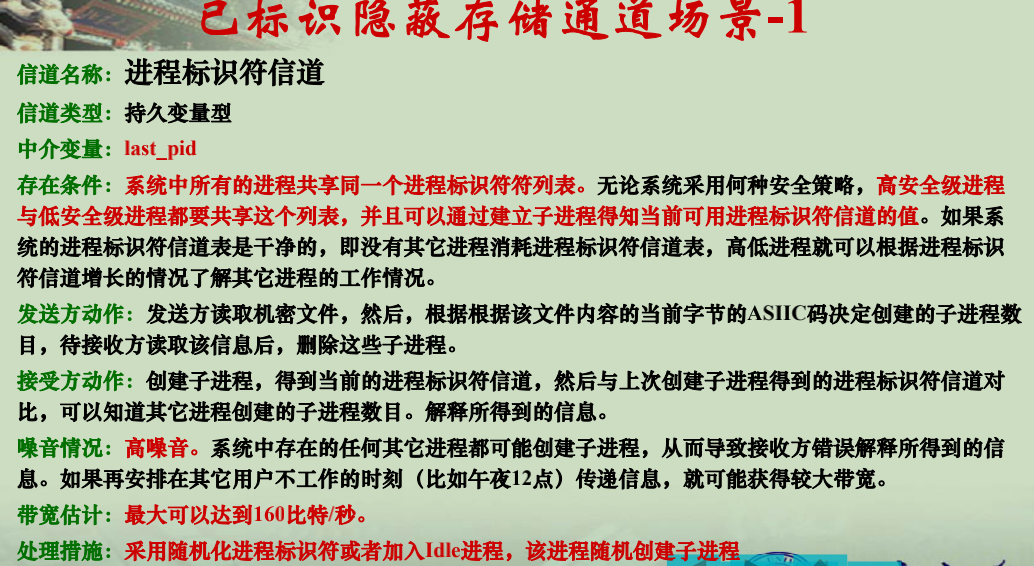 已标识隐蔽存储通道场景-1
信道名称：进程标识符信道
信道类型：持久变量型
中介变量：last_pid
存在条件：系统中所有的进程共享同一个进程标识符符列表。无论系统采用何种安全策略，高安全级进程
与低安全级进程都要共享这个列表，并且可以通过建立子进程得知当前可用进程标识符信道的值。如果系
统的进程标识符信道表是干净的，即没有其它进程消耗进程标识符信道表，高低进程就可以根据进程标识
符信道增长的情况了解其它进程的工作情况。
发送方动作：发送方读取机密文件，然后，根据根据该文件内容的当前字节的ASIIC码决定创建的子进程数
目，待接收方读取该信息后，删除这些子进程。
接受方动作：创建子进程，得到当前的进程标识符信道，然后与上次创建子进程得到的进程标识符信道对
比，可以知道其它进程创建的子进程数目。解释所得到的信息。
噪音情况：高噪音。系统中存在的任何其它进程都可能创建子进程，从而导致接收方错误解释所得到的信
息。如果再安排在其它用户不工作的时刻（比如午夜12点）传递信息，就可能获得较大带宽。
带宽估计：最大可以达到160比特/秒。
处理措施：采用随机化进程标识符或者加入Idle进程，该进程随机创建子进程